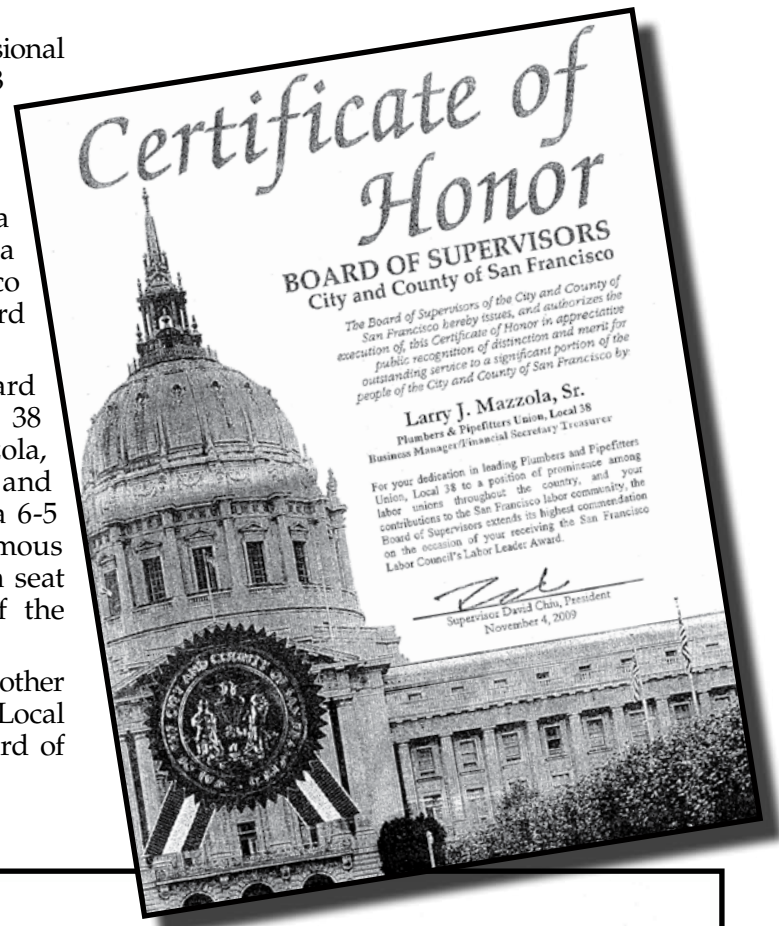 sional
3
a
a
co
rd
ard
38
zola,
and
a 6-5
mous
n seat
f the
other
Local
rd of
Certificate of
Honor
BOARD OF SUPERVISORS
City and County of San Francisco
The Board of Supervisors of the City and County of
San Francisco hereby issues, and authorizes the
execution of, this Certificate of Honor in appreciative
public recognition of distinction and merit for
outstanding service to a significant portion of the
people of the City and County of San Francisco by:
Larry J. Mazzola, Sr.
Plumbers & Pipefitters Union, Local 38
Business Manager/Financial Secretary Treasurer
For your dedication in leading Plumbers and Pipefitters
Union, Local 38 to a position of prominence among
labor unions throughout the country, and your
contributions to the San Francisco labor community, the
Board of Supervisors extends its highest commendation
on the occasion of your receiving the San Francisco
Labor Council's Labor Leader Award.
Supervisor David Chiu, President
November 4, 2009